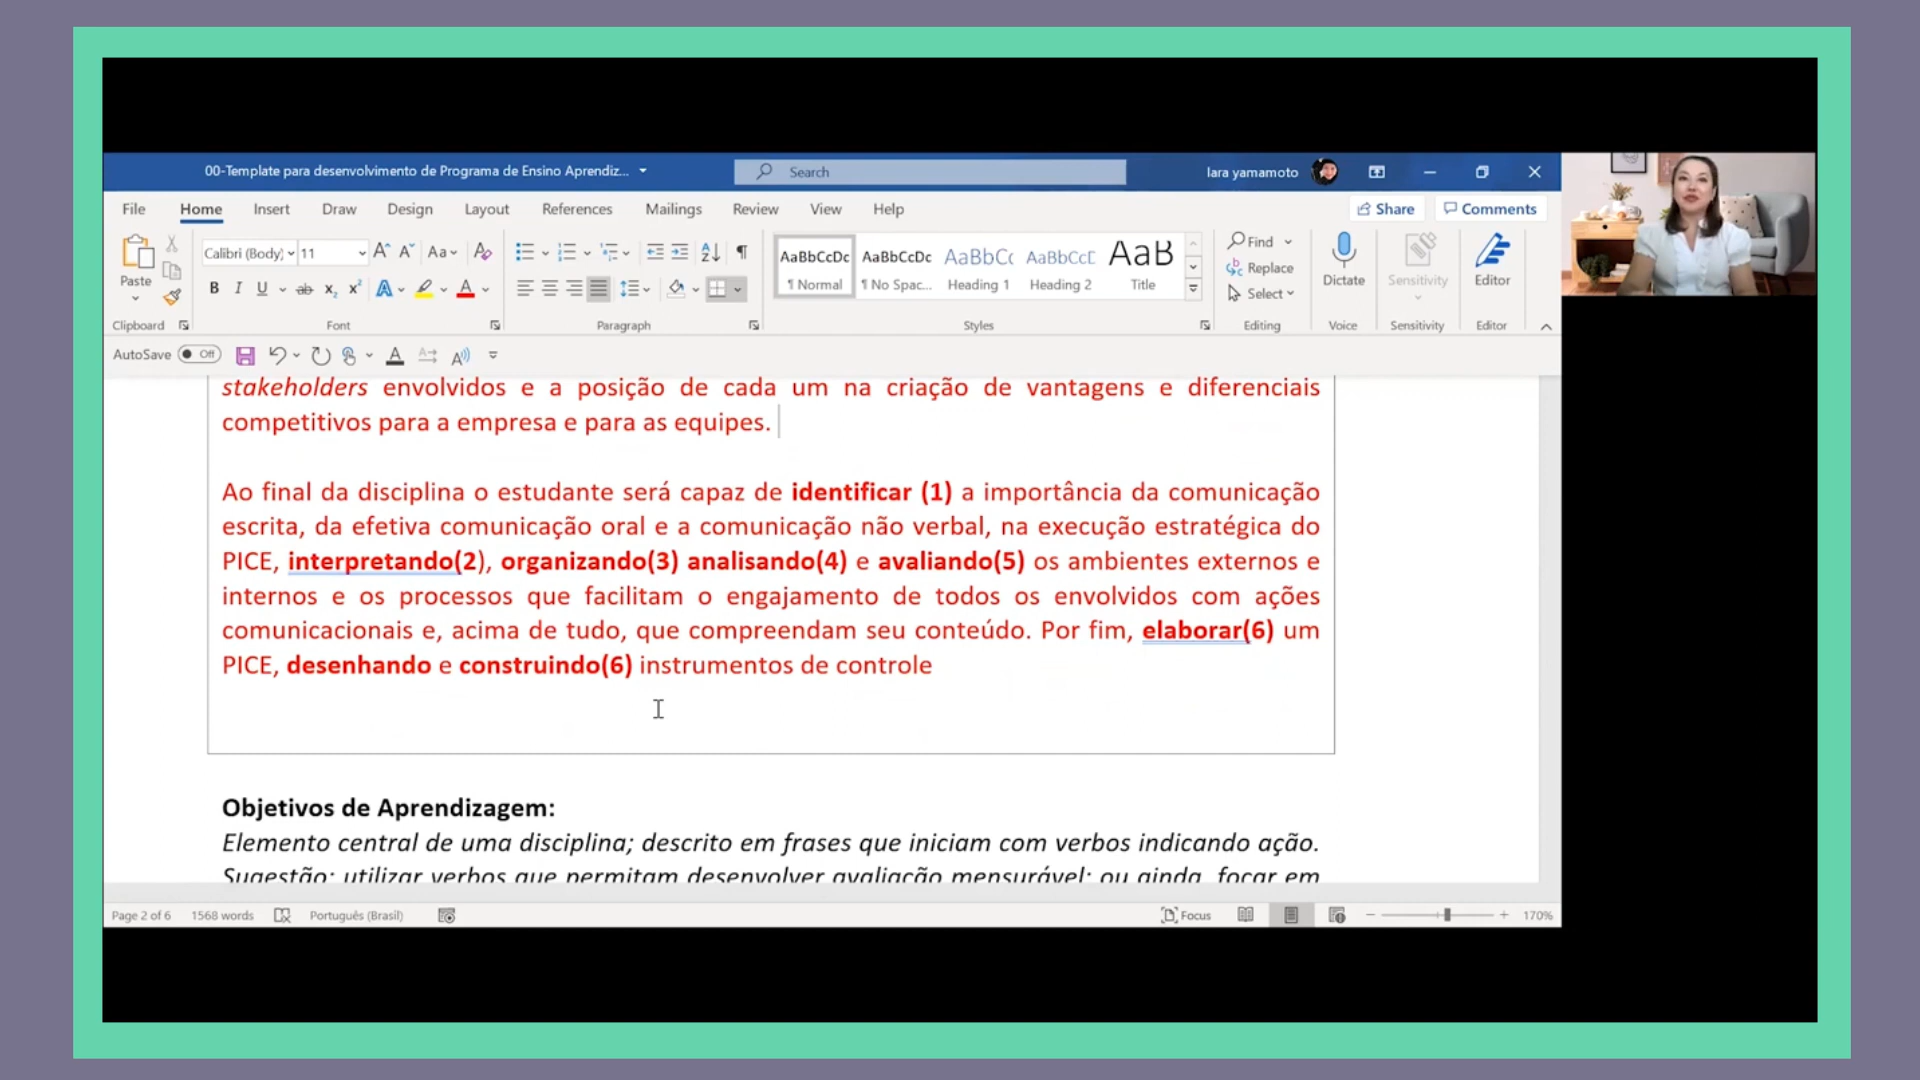 00-Template para desenvolvimento de Programa de Ensino Aprendiz...
Search
lara yamamoto
File Home Insert Draw Design Layout References Mailings Review View Help
Share Comments
Paste
Calibri (Body) 11
Aa
B I U ab x₂ x² A A
AaBbCcDc AaBbCcDc AaBbCc AaBbCcD AaB
¶ Normal ¶ No Spac... Heading 1 Heading 2 Title
Find
Replace
Select
Dictate
Sensitivity
Editor
Clipboard Font Paragraph Styles Editing Voice Sensitivity Editor
AutoSave Off
stakeholders envolvidos e a posição de cada um na criação de vantagens e diferenciais
competitivos para a empresa e para as equipes.
Ao final da disciplina o estudante será capaz de identificar (1) a importância da comunicação
escrita, da efetiva comunicação oral e a comunicação não verbal, na execução estratégica do
PICE, interpretando(2), organizando(3) analisando(4) e avaliando(5) os ambientes externos e
internos e os processos que facilitam o engajamento de todos os envolvidos com ações
comunicacionais e, acima de tudo, que compreendam seu conteúdo. Por fim, elaborar(6) um
PICE, desenhando e construindo(6) instrumentos de controle
Objetivos de Aprendizagem:
Elemento central de uma disciplina; descrito em frases que iniciam com verbos indicando ação.
Sugestão: utilizar verbos que permitam desenvolver avaliação mensurável; ou ainda, focar em
Page 2 of 6 1568 words Português (Brasil) Focus 170%